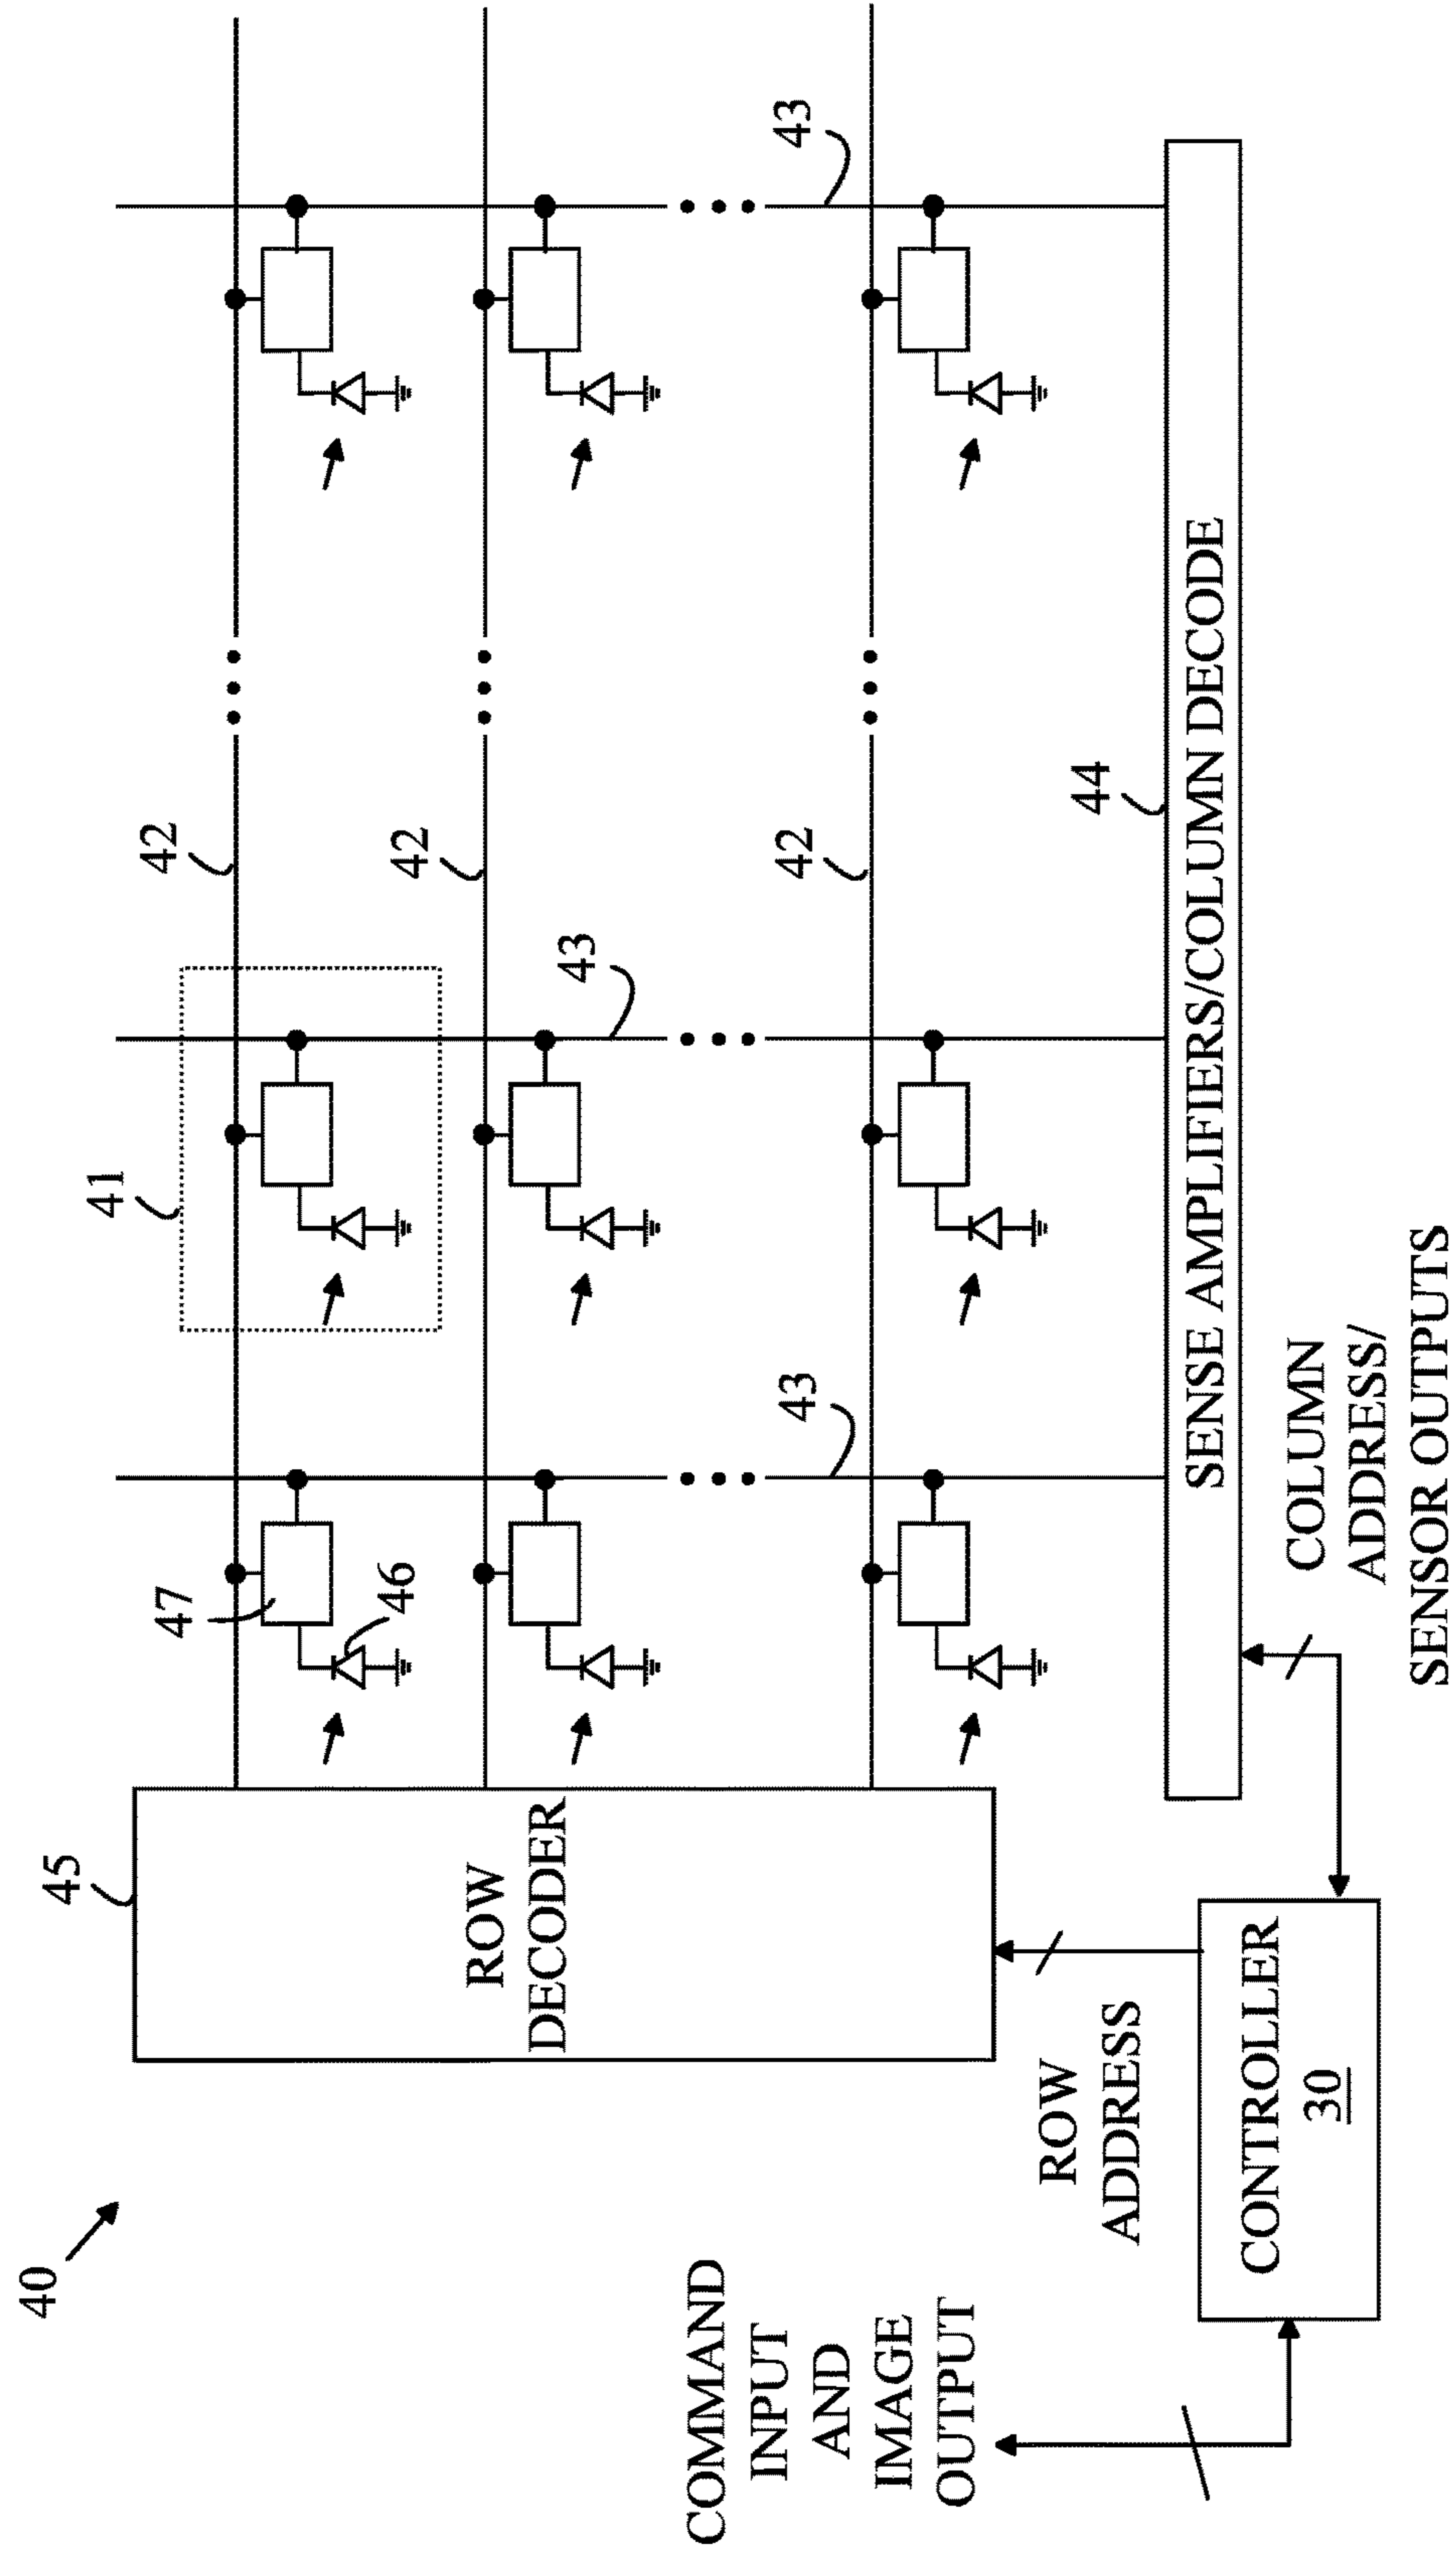 40
45
ROW
DECODER
47
46
41
42
42
42
43
43
43
44
SENSE AMPLIFIERS/COLUMN DECODE
COMMAND
INPUT
AND
IMAGE
OUTPUT
ROW
ADDRESS
CONTROLLER
30
COLUMN
ADDRESS/
SENSOR OUTPUTS